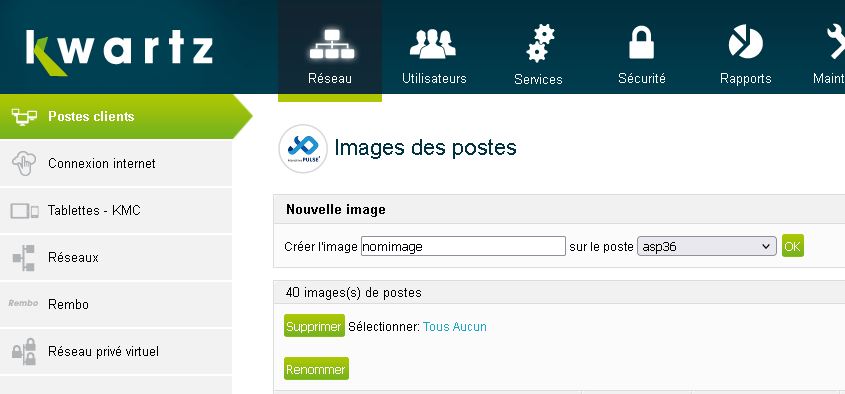 kwartz
Réseau
Utilisateurs
Services
Sécurité
Rapports
Maint
Postes clients
Connexion internet
Tablettes - KMC
Réseaux
Rembo Rembo
Réseau privé virtuel
PULSE
Images des postes
Nouvelle image
Créer l'image nomimage sur le poste asp36 OK
40 images(s) de postes
Supprimer Sélectionner: Tous Aucun
Renommer